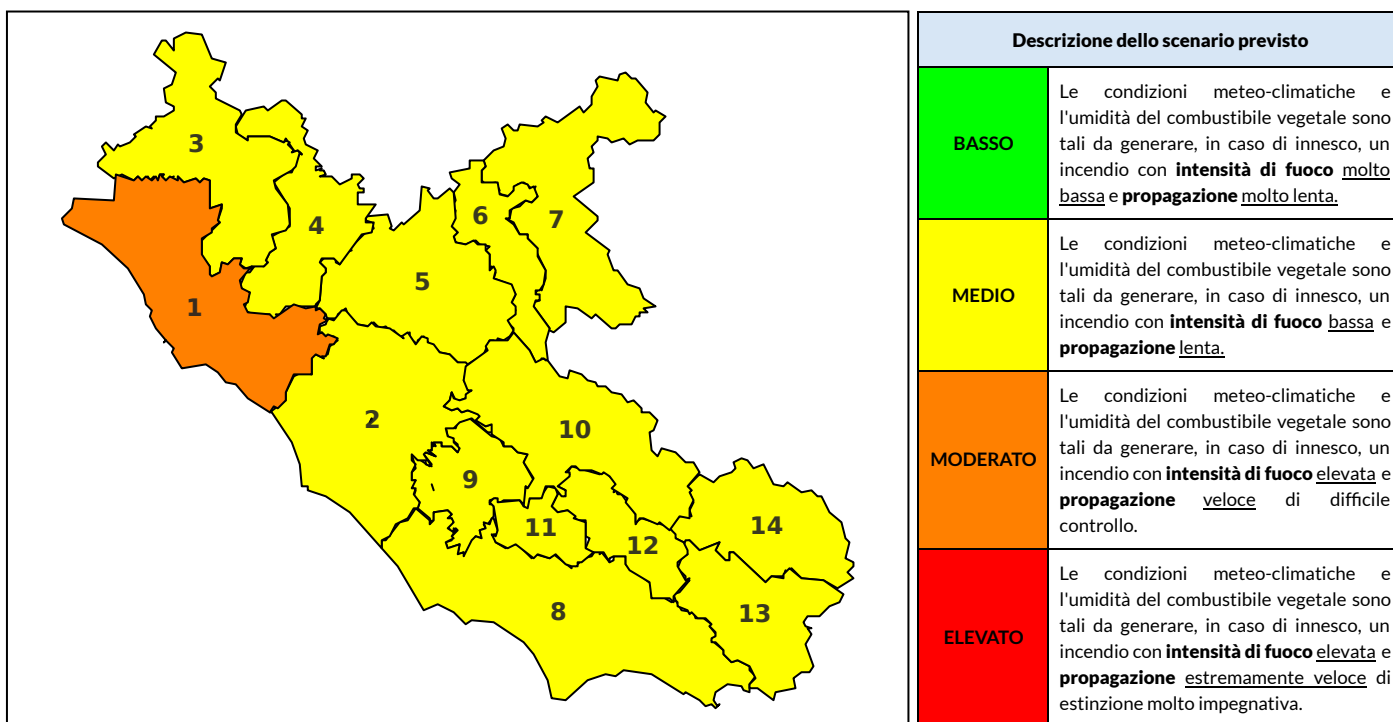 3
4
6
7
5
1
2
10
9
11
12
14
8
13
Descrizione dello scenario previsto
BASSO
Le condizioni meteo-climatiche e
l'umidità del combustibile vegetale sono
tali da generare, in caso di innesco, un
incendio con intensità di fuoco molto
bassa e propagazione molto lenta.
MEDIO
Le condizioni meteo-climatiche e
l'umidità del combustibile vegetale sono
tali da generare, in caso di innesco, un
incendio con intensità di fuoco bassa e
propagazione lenta.
MODERATO
Le condizioni meteo-climatiche e
l'umidità del combustibile vegetale sono
tali da generare, in caso di innesco, un
incendio con intensità di fuoco elevata e
propagazione veloce di difficile
controllo.
ELEVATO
Le condizioni meteo-climatiche e
l'umidità del combustibile vegetale sono
tali da generare, in caso di innesco, un
incendio con intensità di fuoco elevata e
propagazione estremamente veloce di
estinzione molto impegnativa.